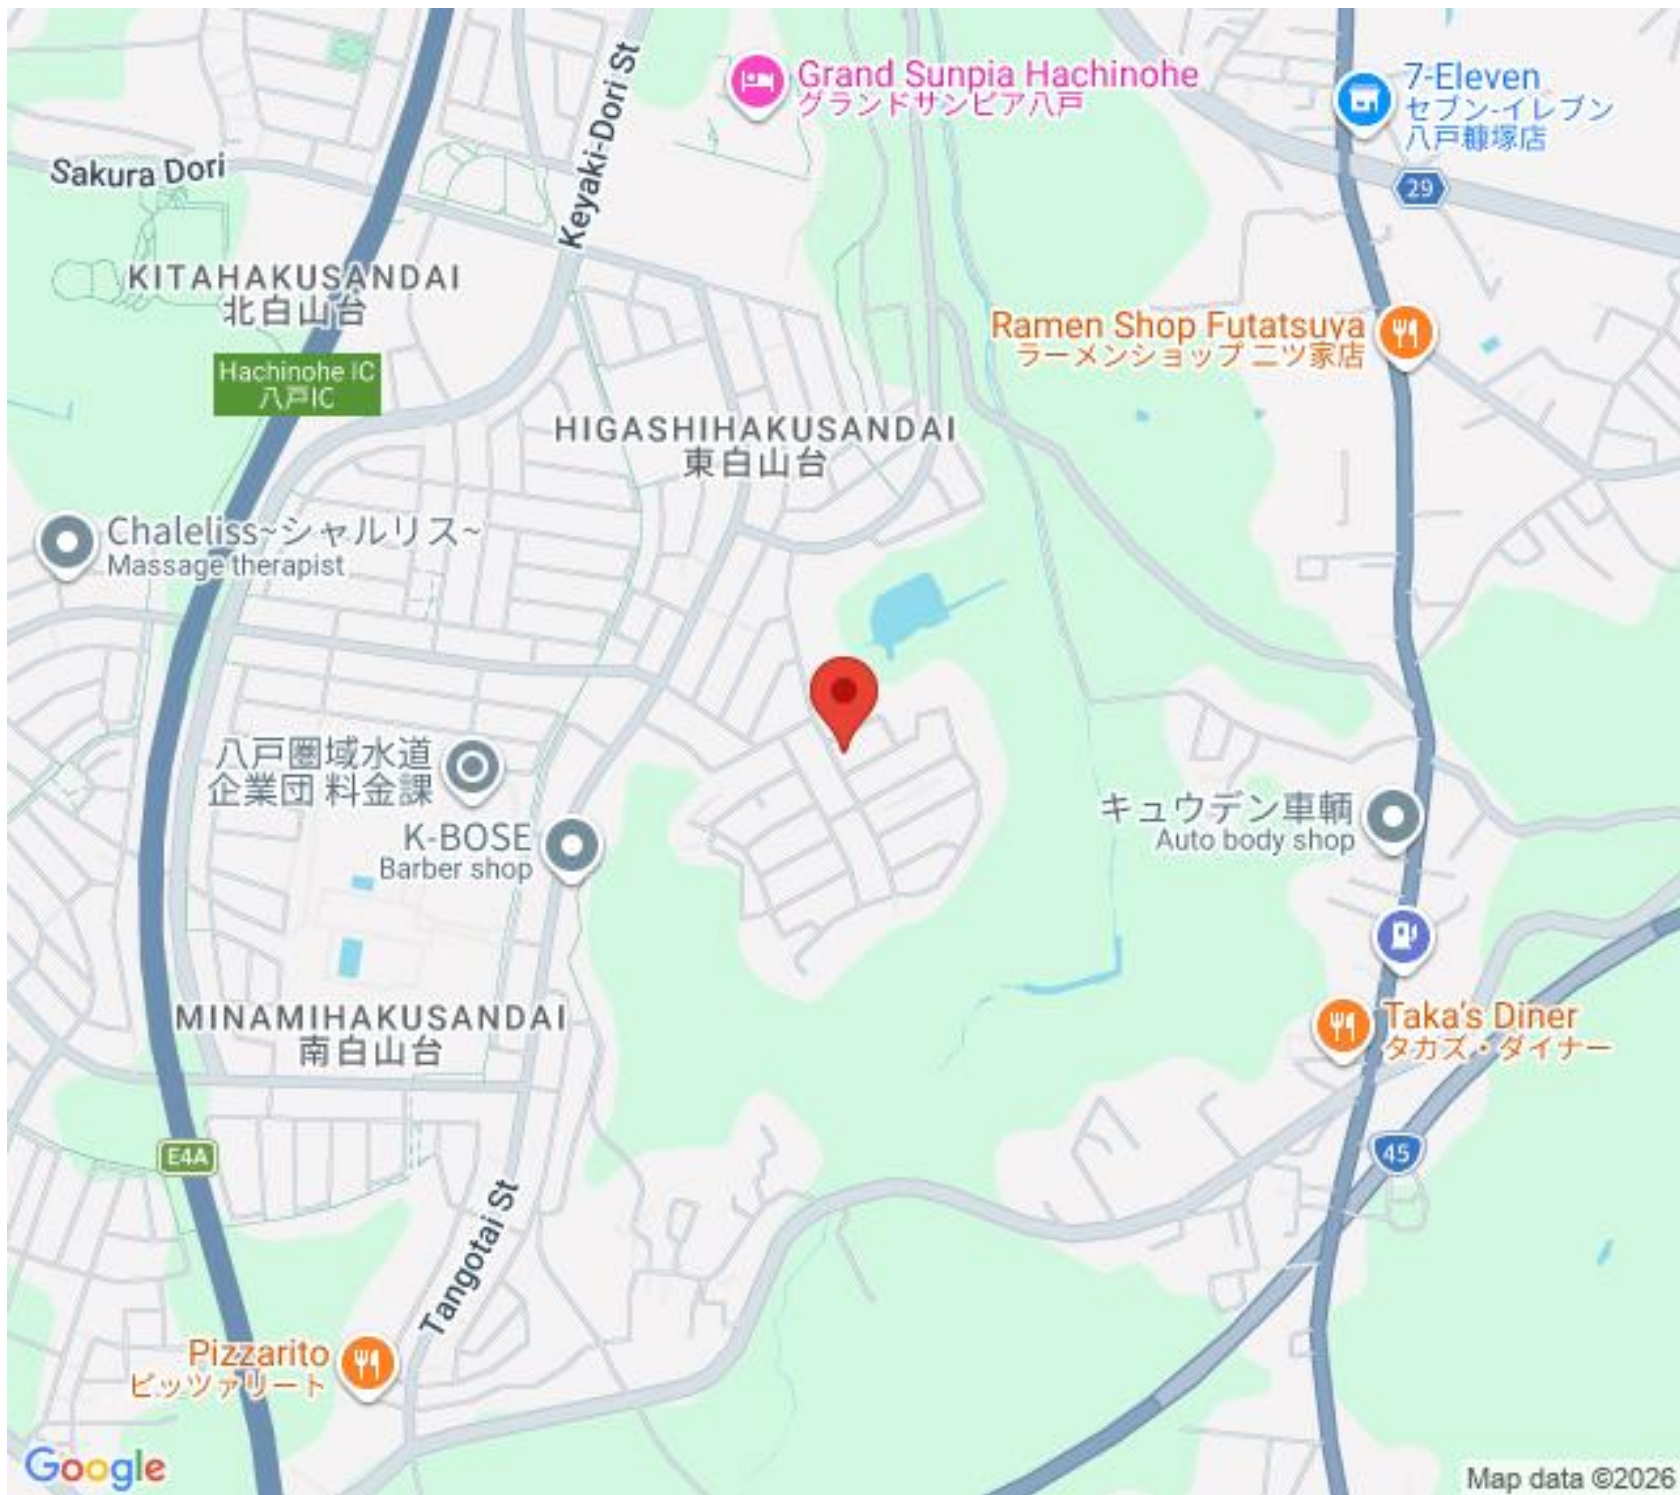 Grand Sunpia Hachinohe
グランドサンピア八戸
7-Eleven
セブン-イレブン
八戸糠塚店
Keyaki-Dori St
Sakura Dori
29
KITAHAKUSANDAI
北白山台
Ramen Shop Futatsuya
ラーメンショップ 二ツ家店
Hachinohe IC
八戸IC
HIGASHIHAKUSANDAI
東白山台
Chaleliss~シャルリス~
Massage therapist
八戸圏域水道
企業団 料金課
K-BOSE
Barber shop
キュウデン車輌
Auto body shop
MINAMIHAKUSANDAI
南白山台
Taka's Diner
タカズ・ダイナー
E4A
45
Tangotai St
Pizzarito
ピッツァリート
Google
Map data ©2026